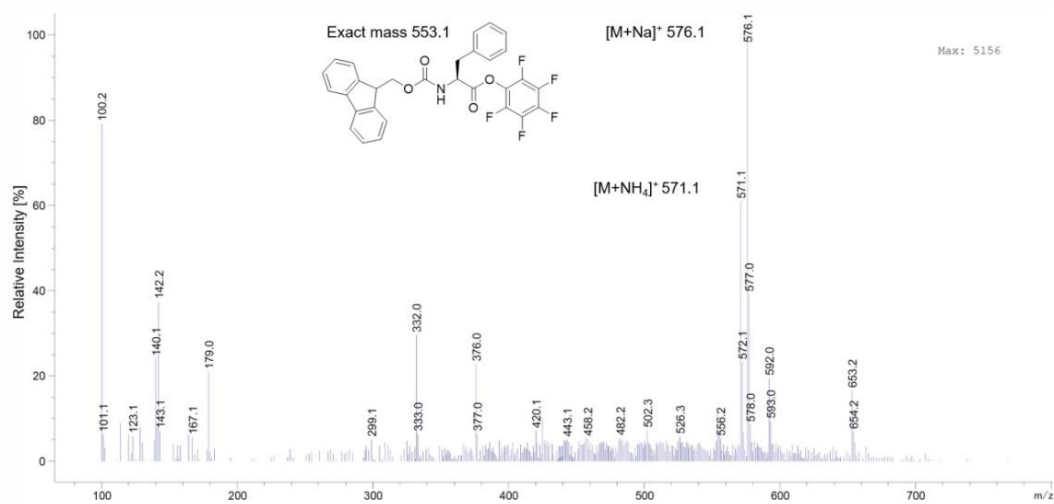 Exact mass 553.1
[M+Na]⁺ 576.1
576.1
Max: 5156
100
100.2
80
[M+NH₄]⁺ 571.1
571.1
60
577.0
40
142.2
332.0
376.0
572.1
140.1
179.0
592.0
653.2
20
101.1
123.1
143.1
167.1
299.1
333.0
377.0
420.1
443.1
458.2
482.2
502.3
526.3
556.2
578.0
593.0
654.2
0
Relative Intensity [%]
100
200
300
400
500
600
700
m/z
O
O
N
H
O
O
F
F
F
F
F